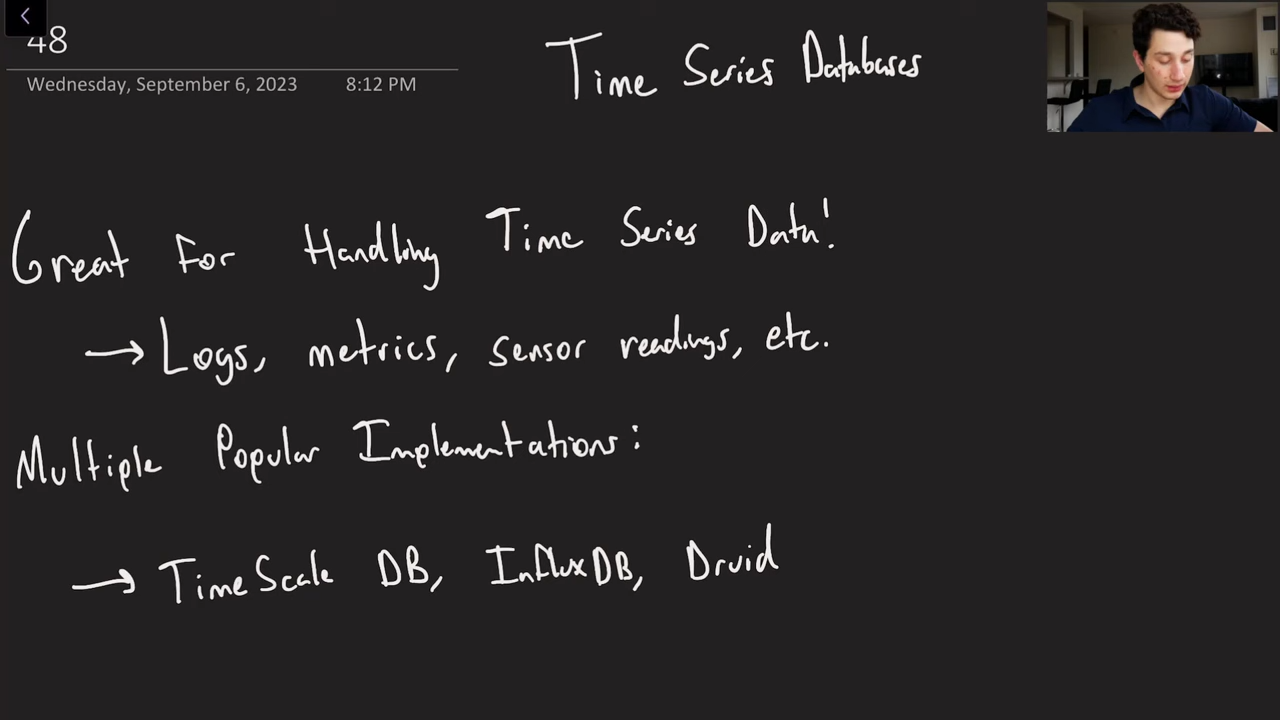 48
Wednesday, September 6, 2023 8:12 PM
Time Series Databases
Great For Handling Time Series Data!
→ Logs, metrics, sensor readings, etc.
Multiple Popular Implementations:
→ TimeScale DB, InfluxDB, Druid